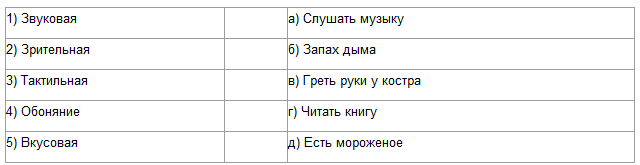 1) Звуковая а) Слушать музыку
2) Зрительная б) Запах дыма
3) Тактильная в) Греть руки у костра
4) Обоняние г) Читать книгу
5) Вкусовая д) Есть мороженое